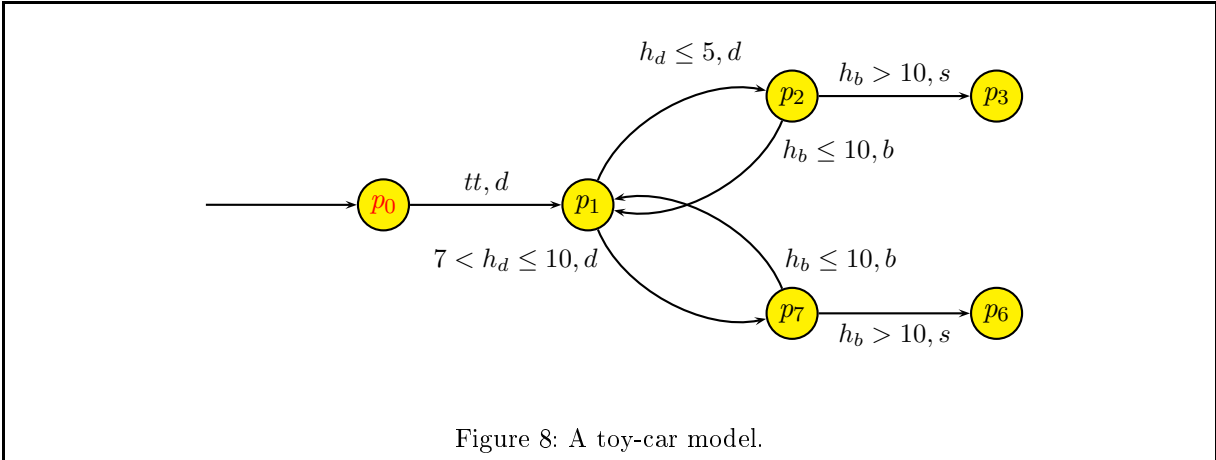 h_d ≤ 5, d
p_2
h_b > 10, s
p_3
h_b ≤ 10, b
p_0
tt, d
p_1
7 < h_d ≤ 10, d
h_b ≤ 10, b
p_7
h_b > 10, s
p_6
Figure 8: A toy-car model.